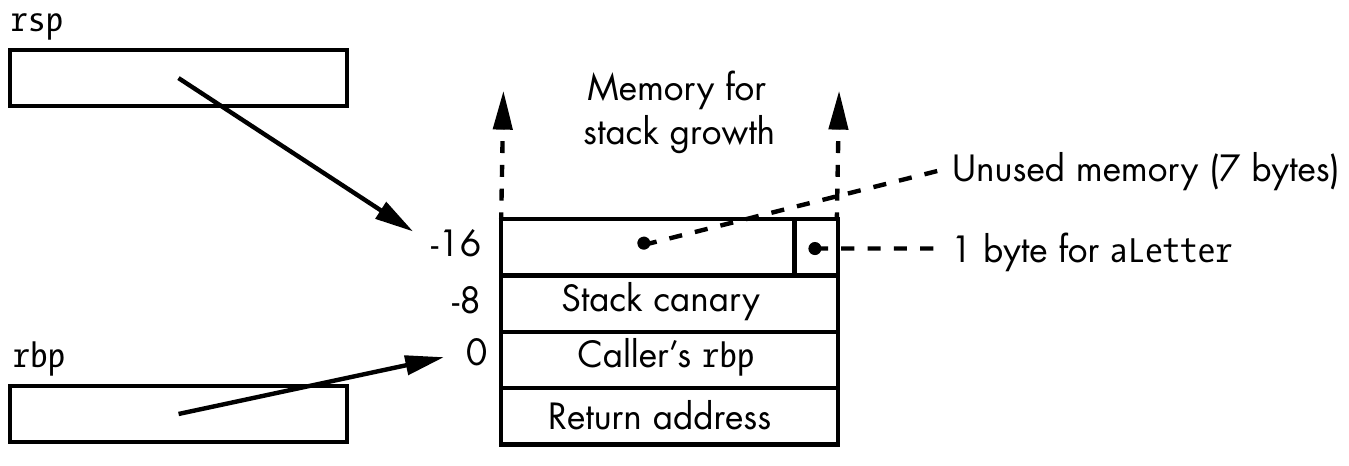 rsp
Memory for
stack growth
Unused memory (7 bytes)
-16
1 byte for aLetter
-8
Stack canary
rbp
0
Caller's rbp
Return address